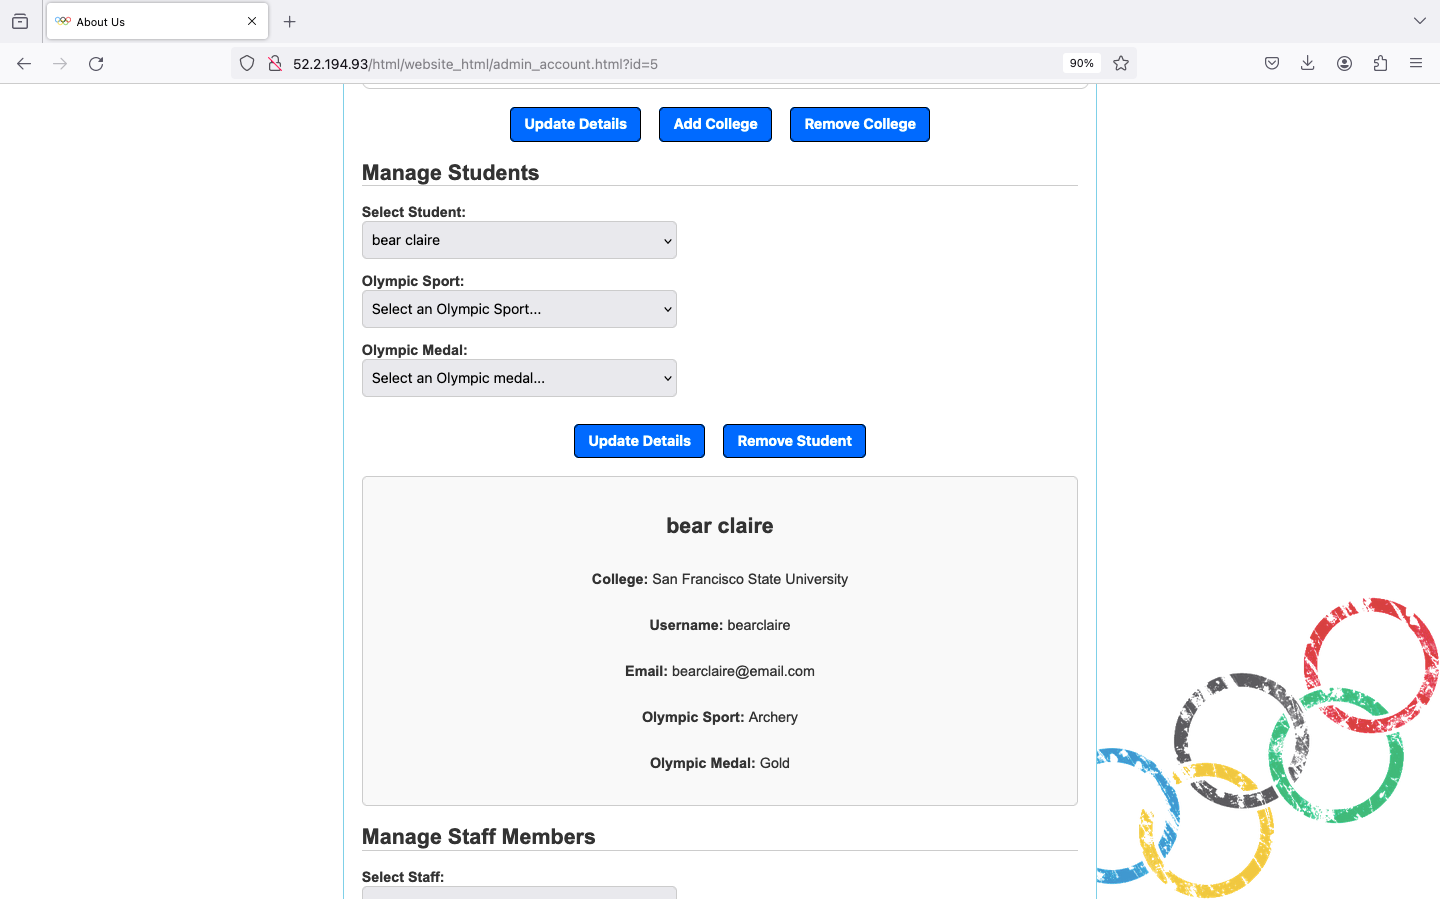 About Us
52.2.194.93/html/website_html/admin_account.html?id=5
90%
Update Details
Add College
Remove College
Manage Students
Select Student:
bear claire
Olympic Sport:
Select an Olympic Sport...
Olympic Medal:
Select an Olympic medal...
Update Details
Remove Student
bear claire
College: San Francisco State University
Username: bearclaire
Email: bearclaire@email.com
Olympic Sport: Archery
Olympic Medal: Gold
Manage Staff Members
Select Staff: